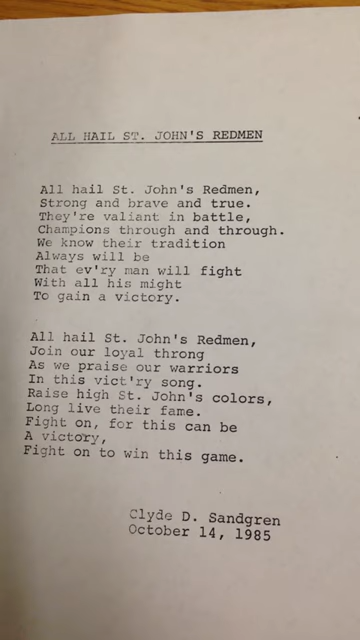 ALL HAIL ST. JOHN'S REDMEN
All hail St. John's Redmen,
Strong and brave and true.
They're valiant in battle,
Champions through and through.
We know their tradition
Always will be
That ev'ry man will fight
With all his might
To gain a victory.
All hail St. John's Redmen,
Join our loyal throng
As we praise our warriors
In this vict'ry song.
Raise high St. John's colors,
Long live their fame.
Fight on, for this can be
A victory,
Fight on to win this game.
Clyde D. Sandgren
October 14, 1985